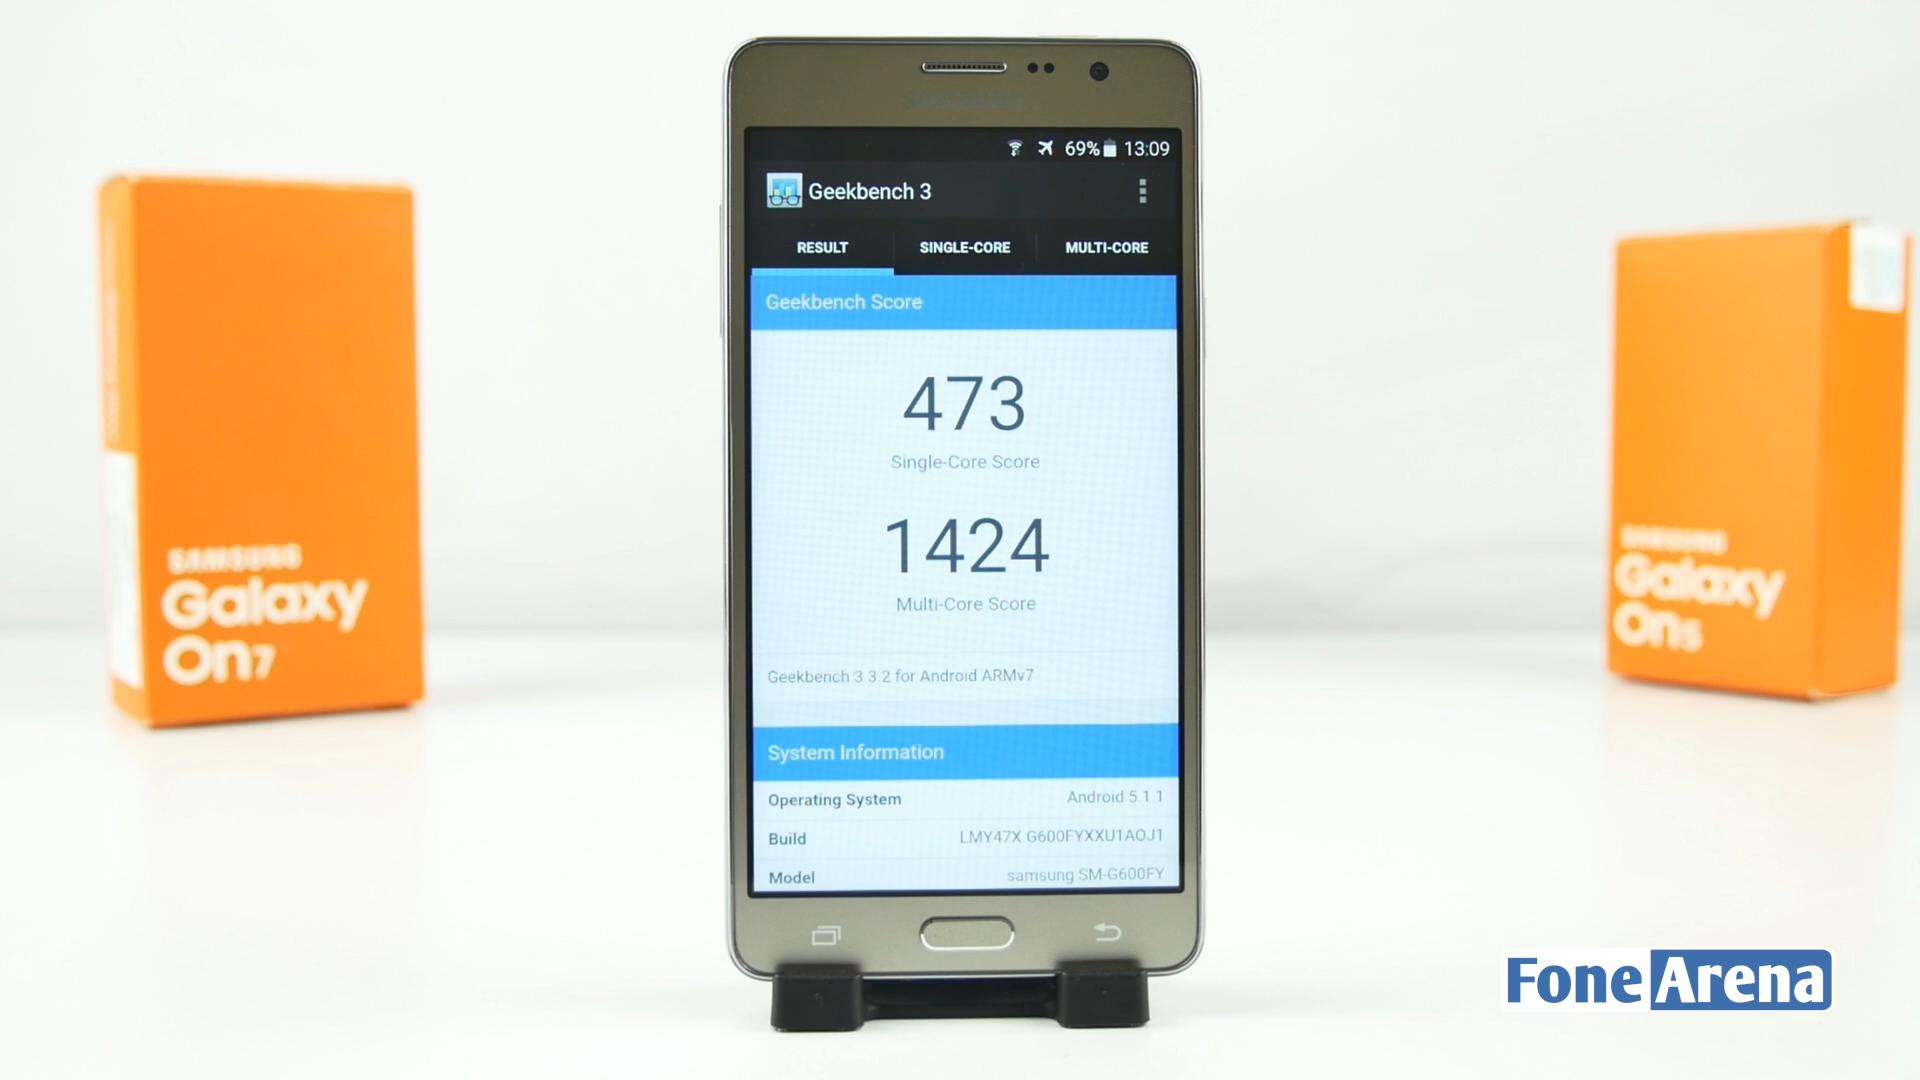 69% 13:09
Geekbench 3
RESULT SINGLE-CORE MULTI-CORE
Geekbench Score
473
Single-Core Score
1424
Multi-Core Score
Geekbench 3.3.2 for Android ARMv7
System Information
Operating System Android 5.1.1
Build LMY47X.G600FYXXU1AOJ1
Model samsung SM-G600FY
SAMSUNG
Galaxy
On7
SAMSUNG
Galaxy
On5
FoneArena